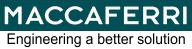 MACCAFERRI
Engineering a better solution